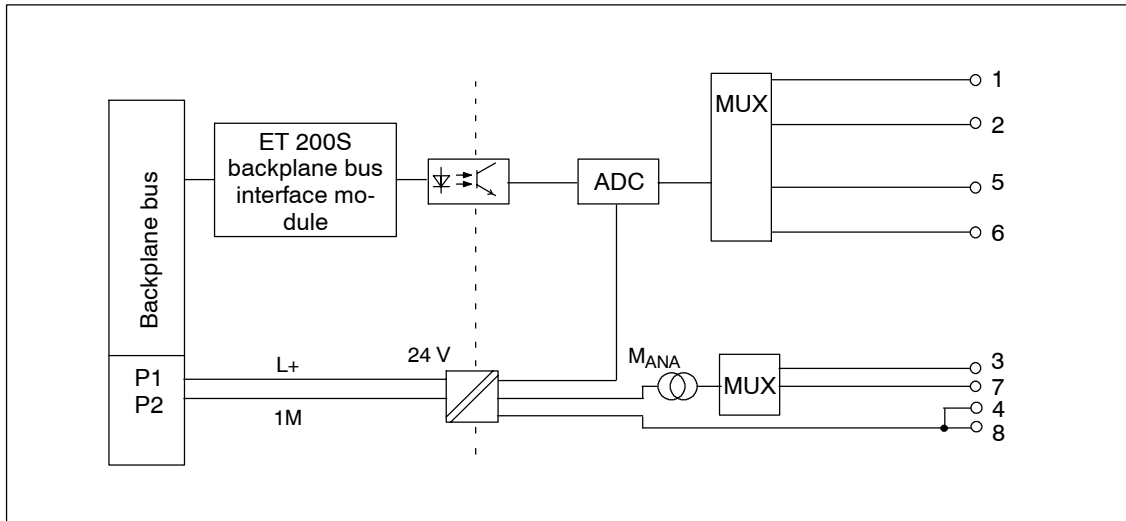 Backplane bus
ET 200S
backplane bus
interface mo-
dule
ADC
MUX
1
2
5
6
P1
P2
L+
1M
24 V
MANA
MUX
3
7
4
8